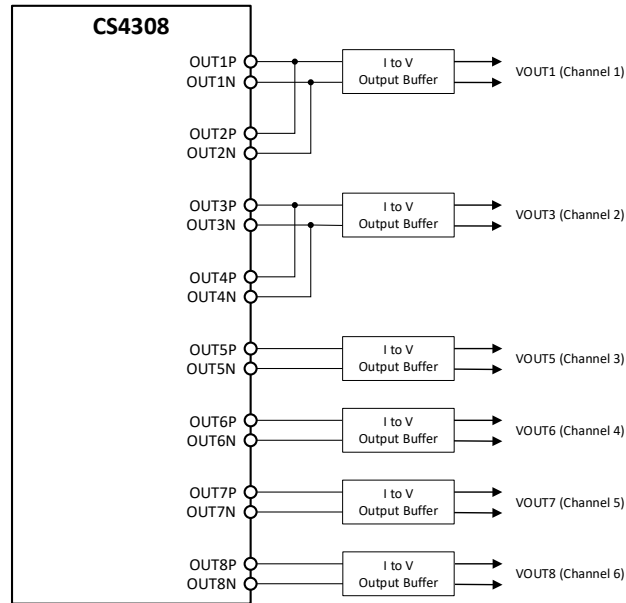 CS4308
OUT1P
OUT1N
I to V
Output Buffer
VOUT1 (Channel 1)
OUT2P
OUT2N
OUT3P
OUT3N
I to V
Output Buffer
VOUT3 (Channel 2)
OUT4P
OUT4N
OUT5P
OUT5N
I to V
Output Buffer
VOUT5 (Channel 3)
OUT6P
OUT6N
I to V
Output Buffer
VOUT6 (Channel 4)
OUT7P
OUT7N
I to V
Output Buffer
VOUT7 (Channel 5)
OUT8P
OUT8N
I to V
Output Buffer
VOUT8 (Channel 6)